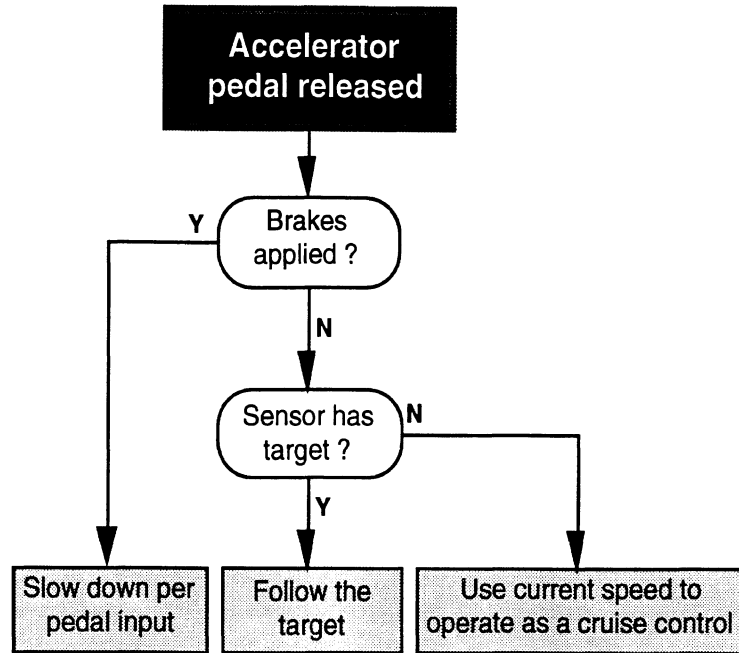 Accelerator
pedal released
Y
Brakes
applied ?
N
Sensor has
target ?
N
Y
Slow down per
pedal input
Follow the
target
Use current speed to
operate as a cruise control